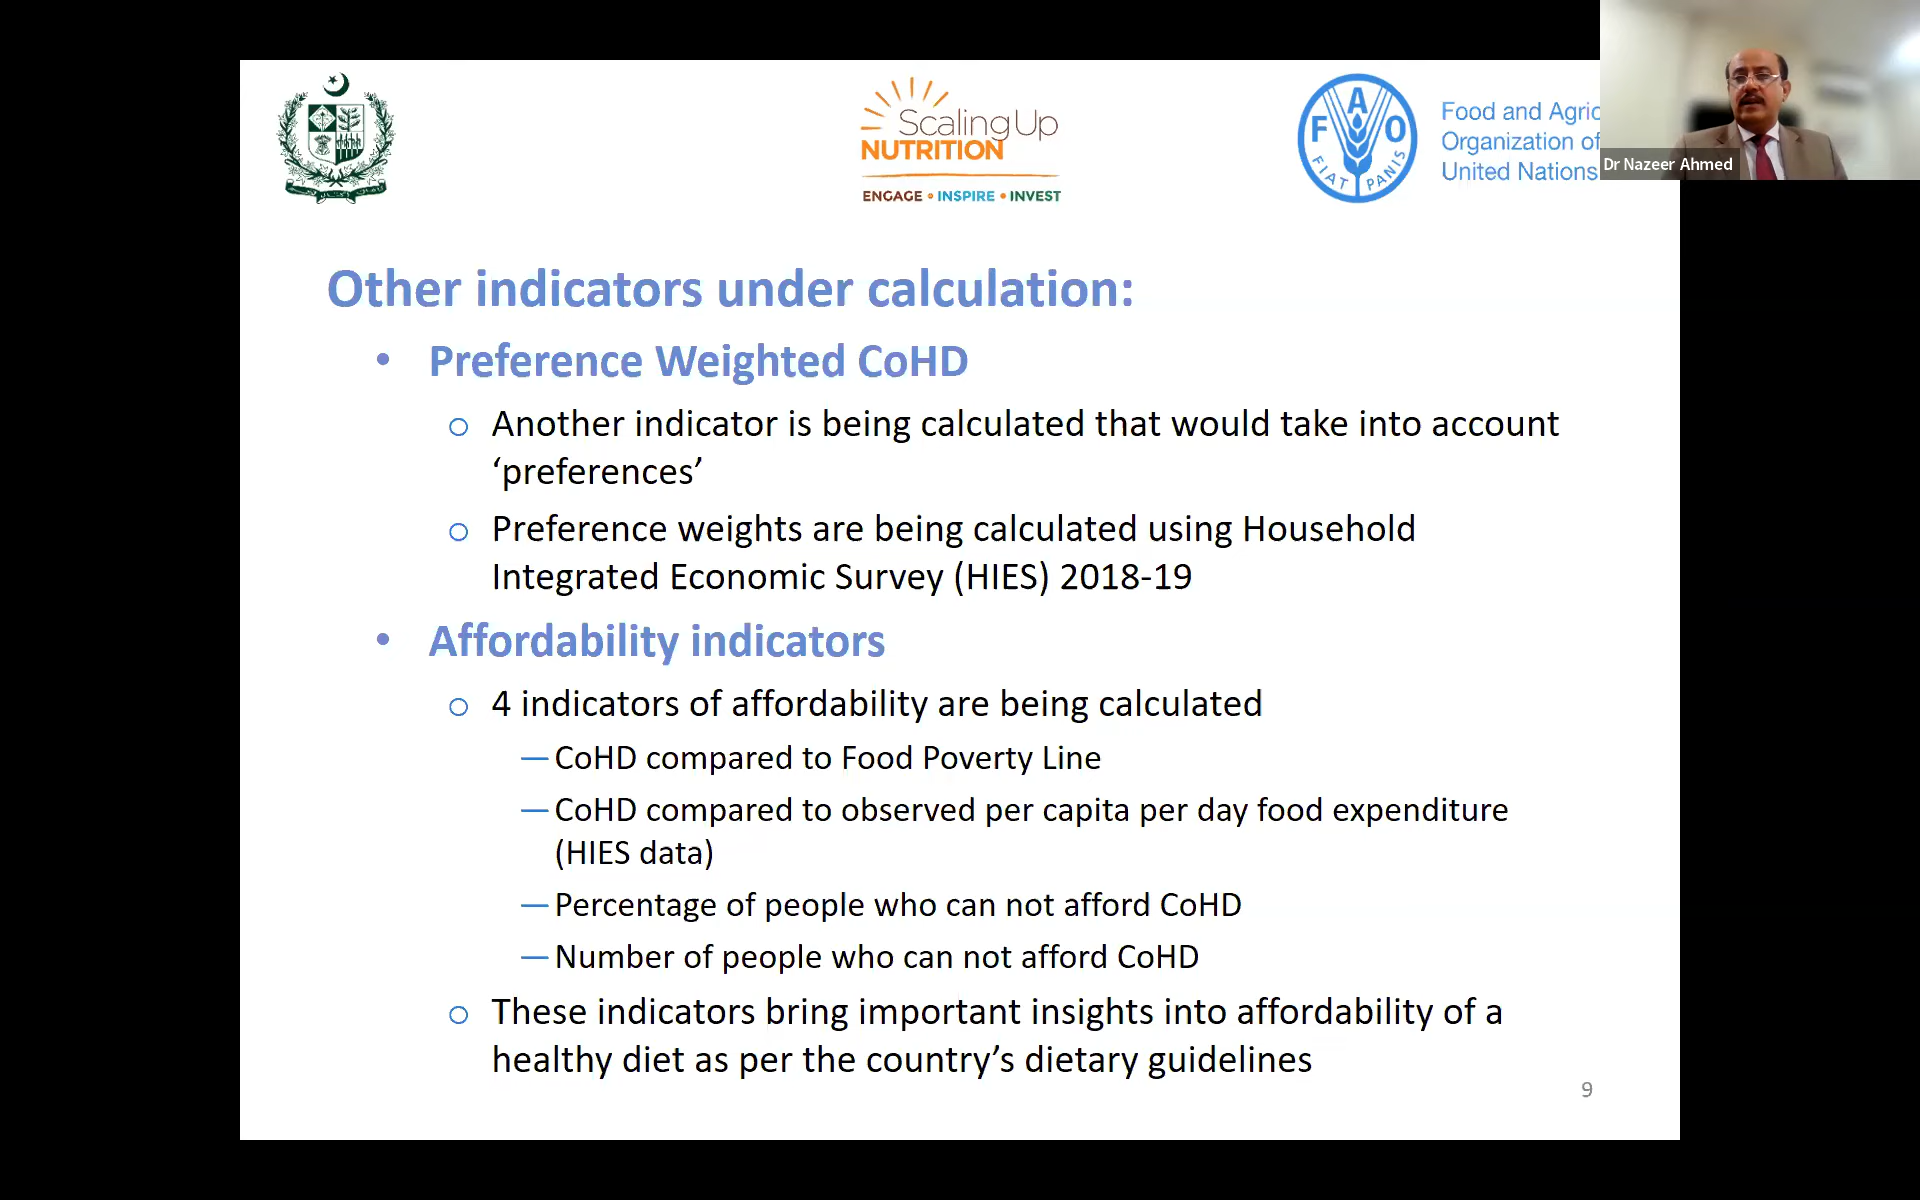 Scaling Up
NUTRITION
ENGAGE • INSPIRE • INVEST
F A O
FIAT PANIS
Food and Agric
Organization of
United Nations
Dr Nazeer Ahmed
Other indicators under calculation:
• Preference Weighted CoHD
o Another indicator is being calculated that would take into account
‘preferences’
o Preference weights are being calculated using Household
Integrated Economic Survey (HIES) 2018-19
• Affordability indicators
o 4 indicators of affordability are being calculated
— CoHD compared to Food Poverty Line
— CoHD compared to observed per capita per day food expenditure
(HIES data)
— Percentage of people who can not afford CoHD
— Number of people who can not afford CoHD
o These indicators bring important insights into affordability of a
healthy diet as per the country’s dietary guidelines
9